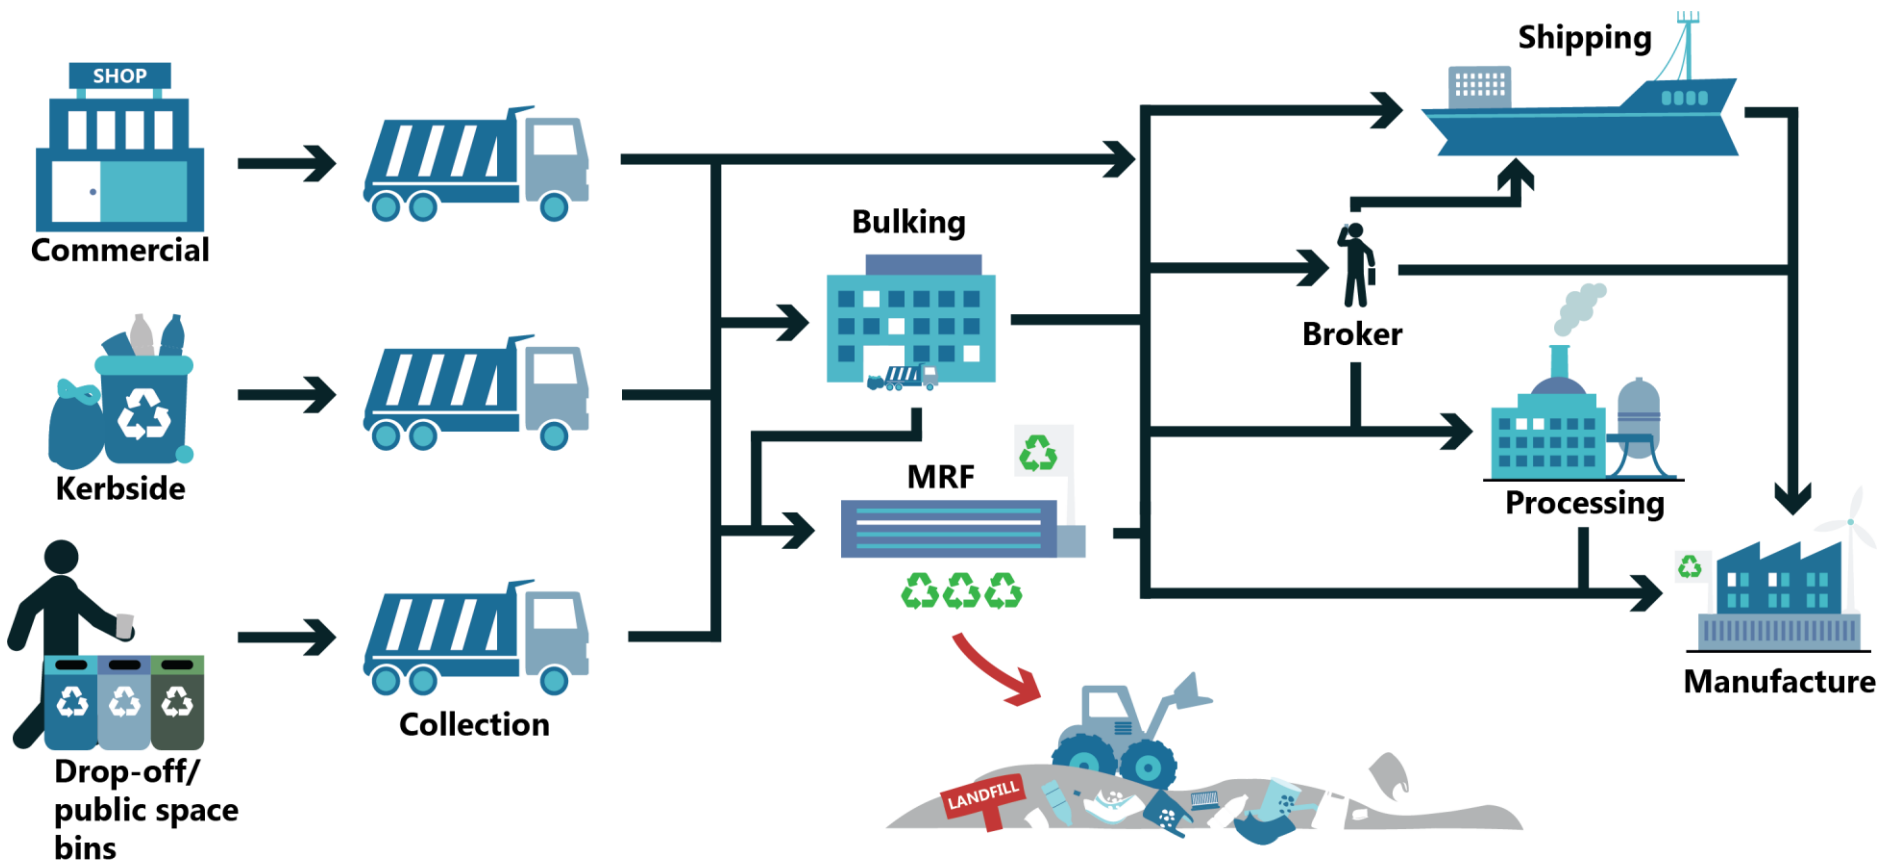 SHOP
Commercial
Kerbside
Drop-off/
public space
bins
Collection
Bulking
MRF
LANDFILL
Shipping
Broker
Processing
Manufacture